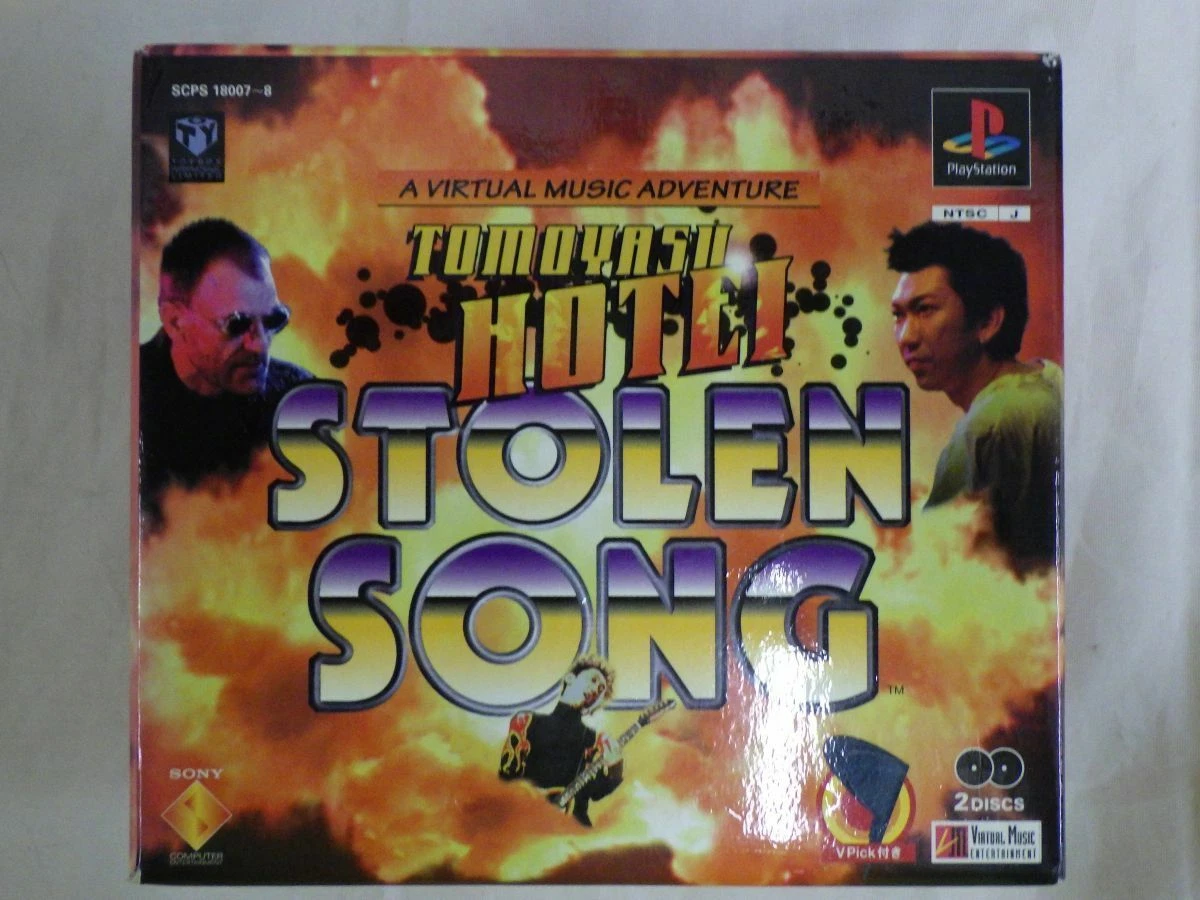 SCPS 18007~8
TY
PlayStation
NTSC J
A VIRTUAL MUSIC ADVENTURE
TOMOYASU
HOTEI
STOLEN
SONG
TM
SONY
COMPUTER
ENTERTAINMENT
VPick付き
2DISCS
VIRTUAL MUSIC
ENTERTAINMENT